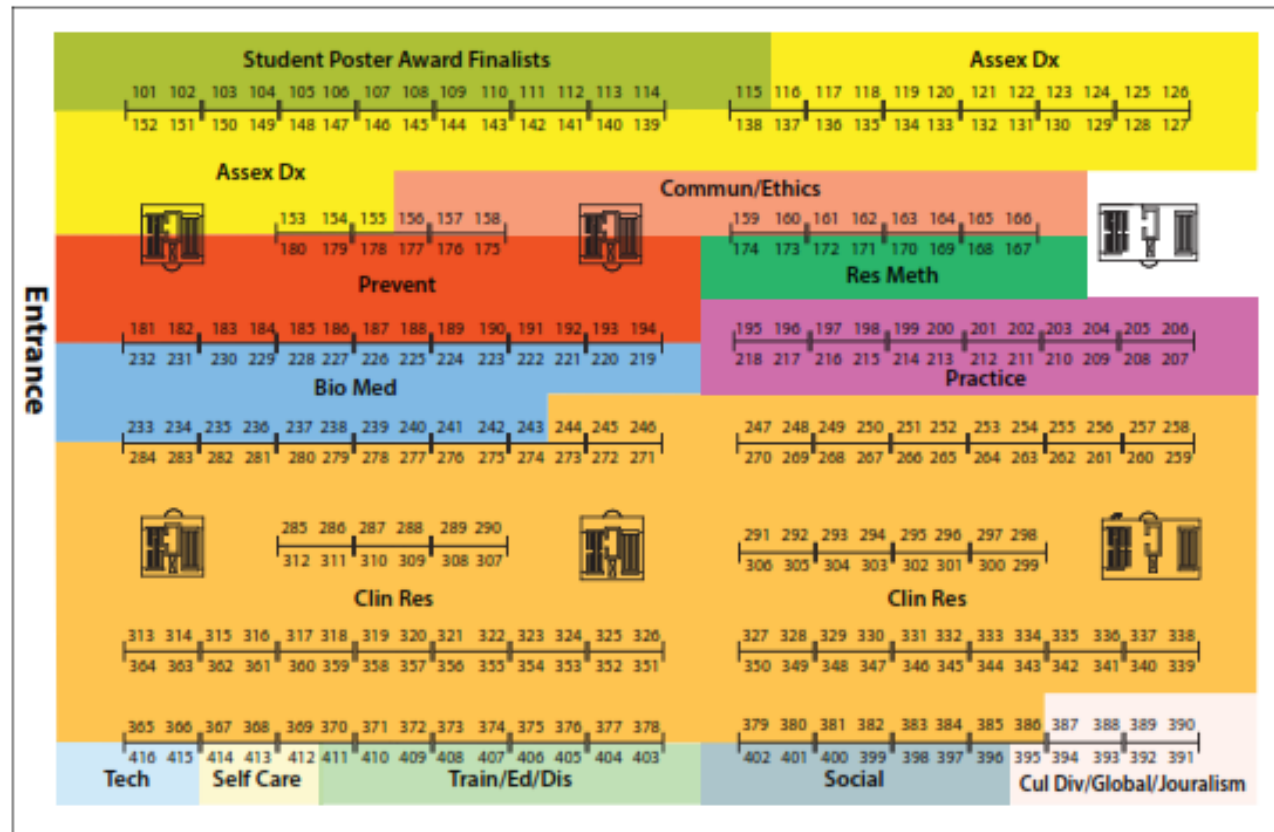 Student Poster Award Finalists
Assex Dx
101 102 103 104 105 106 107 108 109 110 111 112 113 114 115 116 117 118 119 120 121 122 123 124 125 126
152 151 150 149 148 147 146 145 144 143 142 141 140 139 138 137 136 135 134 133 132 131 130 129 128 127
Assex Dx
Commun/Ethics
153 154 155 156 157 158 159 160 161 162 163 164 165 166
180 179 178 177 176 175 174 173 172 171 170 169 168 167
Prevent
Res Meth
Entrance
181 182 183 184 185 186 187 188 189 190 191 192 193 194 195 196 197 198 199 200 201 202 203 204 205 206
232 231 230 229 228 227 226 225 224 223 222 221 220 219 218 217 216 215 214 213 212 211 210 209 208 207
Bio Med
Practice
233 234 235 236 237 238 239 240 241 242 243 244 245 246 247 248 249 250 251 252 253 254 255 256 257 258
284 283 282 281 280 279 278 277 276 275 274 273 272 271 270 269 268 267 266 265 264 263 262 261 260 259
285 286 287 288 289 290 291 292 293 294 295 296 297 298
312 311 310 309 308 307 306 305 304 303 302 301 300 299
Clin Res
Clin Res
313 314 315 316 317 318 319 320 321 322 323 324 325 326 327 328 329 330 331 332 333 334 335 336 337 338
364 363 362 361 360 359 358 357 356 355 354 353 352 351 350 349 348 347 346 345 344 343 342 341 340 339
365 366 367 368 369 370 371 372 373 374 375 376 377 378 379 380 381 382 383 384 385 386 387 388 389 390
416 415 414 413 412 411 410 409 408 407 406 405 404 403 402 401 400 399 398 397 396 395 394 393 392 391
Tech
Self Care
Train/Ed/Dis
Social
Cul Div/Global/Jouralism